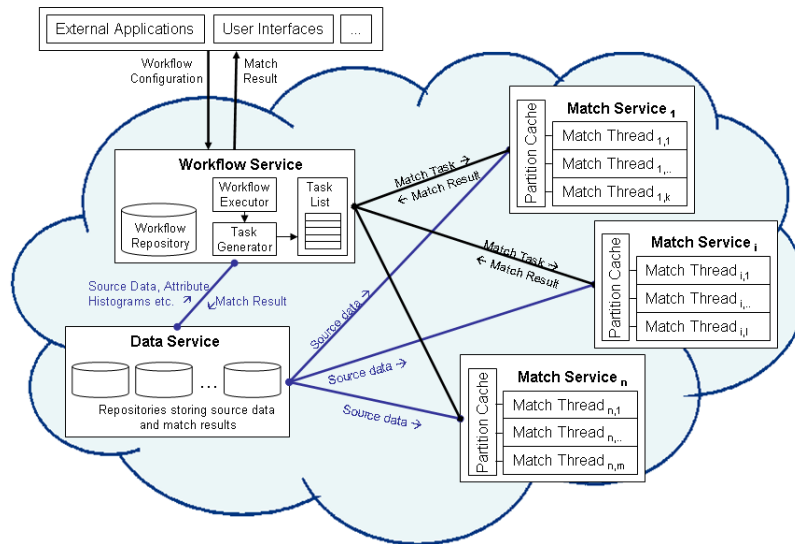 External Applications
User Interfaces
...
Workflow
Configuration
Match
Result
Workflow Service
Workflow
Repository
Workflow
Executor
Task
Generator
Task
List
Match Task →
← Match Result
Match Task →
← Match Result
Source Data, Attribute
Histograms etc. ↗
↙Match Result
Data Service
...
Repositories storing source data
and match results
Source data →
Source data →
Source data →
Match Service 1
Partition Cache
Match Thread 1,1
Match Thread 1,..
Match Thread 1,k
Match Service i
Partition Cache
Match Thread i,1
Match Thread i,..
Match Thread i,l
Match Service n
Partition Cache
Match Thread n,1
Match Thread n,..
Match Thread n,m